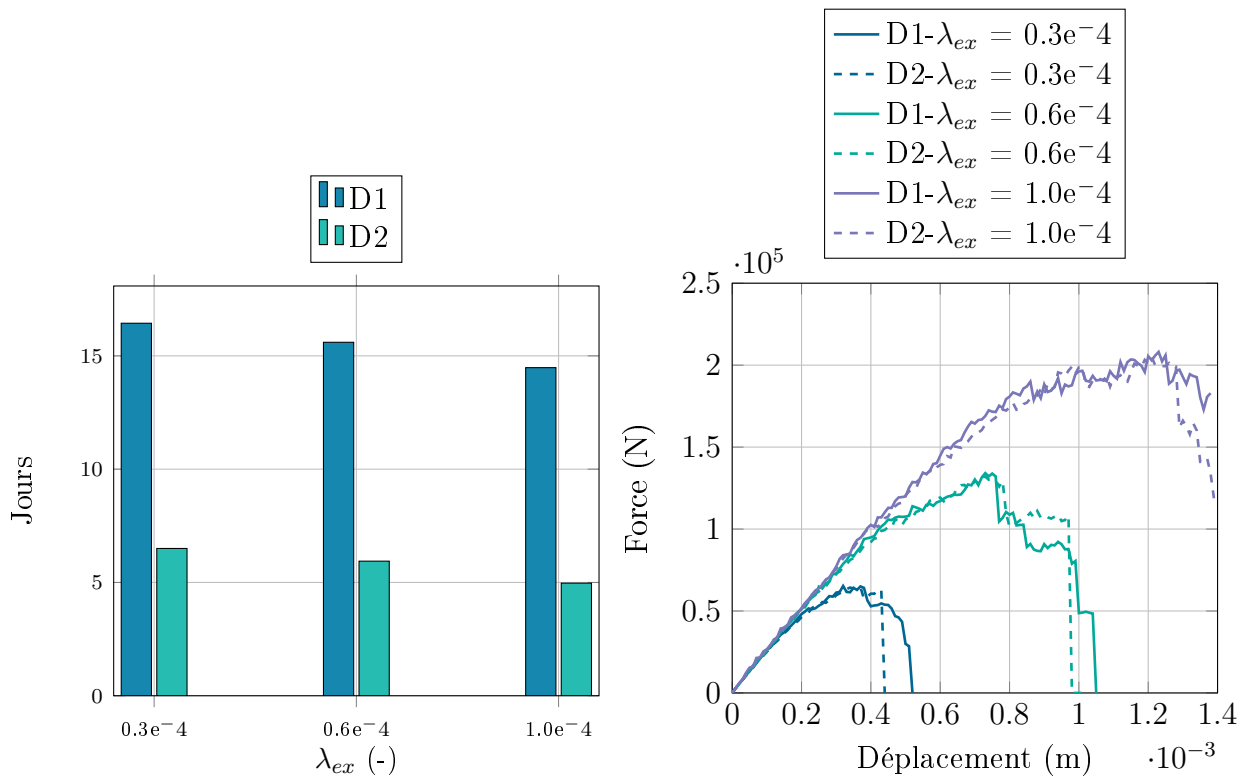 D1
D2
15
10
5
0
Jours
0.3e⁻4
0.6e⁻4
1.0e⁻4
λex (-)
D1-λex = 0.3e⁻4
D2-λex = 0.3e⁻4
D1-λex = 0.6e⁻4
D2-λex = 0.6e⁻4
D1-λex = 1.0e⁻4
D2-λex = 1.0e⁻4
·10⁵
2.5
2
1.5
1
0.5
0
Force (N)
0 0.2 0.4 0.6 0.8 1 1.2 1.4
Déplacement (m) ·10⁻³